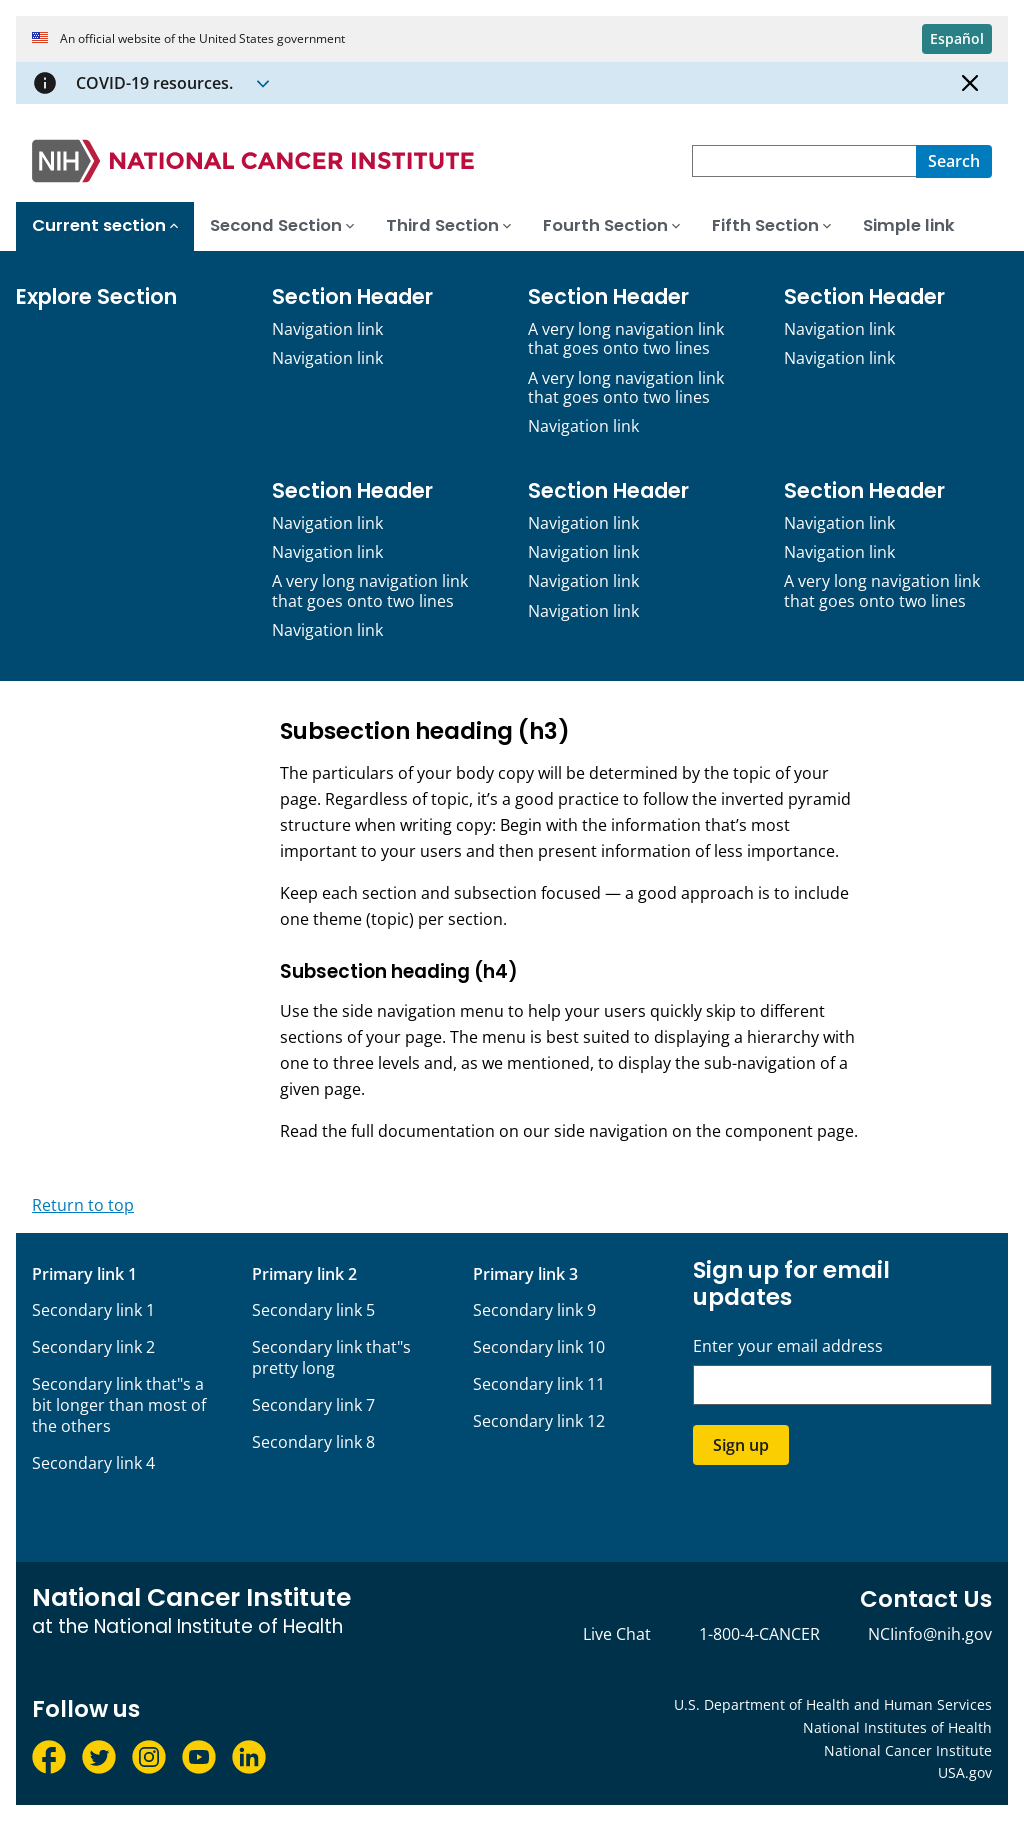 An official website of the United States government
Español
COVID-19 resources.
NIH NATIONAL CANCER INSTITUTE
Search
Current section
Second Section
Third Section
Fourth Section
Fifth Section
Simple link
Explore Section
Section Header
Navigation link
Navigation link
Section Header
A very long navigation link
that goes onto two lines
A very long navigation link
that goes onto two lines
Navigation link
Section Header
Navigation link
Navigation link
Section Header
Navigation link
Navigation link
A very long navigation link
that goes onto two lines
Navigation link
Section Header
Navigation link
Navigation link
Navigation link
Navigation link
Section Header
Navigation link
Navigation link
A very long navigation link
that goes onto two lines
Subsection heading (h3)
The particulars of your body copy will be determined by the topic of your
page. Regardless of topic, it’s a good practice to follow the inverted pyramid
structure when writing copy: Begin with the information that’s most
important to your users and then present information of less importance.
Keep each section and subsection focused — a good approach is to include
one theme (topic) per section.
Subsection heading (h4)
Use the side navigation menu to help your users quickly skip to different
sections of your page. The menu is best suited to displaying a hierarchy with
one to three levels and, as we mentioned, to display the sub-navigation of a
given page.
Read the full documentation on our side navigation on the component page.
Return to top
Primary link 1
Secondary link 1
Secondary link 2
Secondary link that"s a
bit longer than most of
the others
Secondary link 4
Primary link 2
Secondary link 5
Secondary link that"s
pretty long
Secondary link 7
Secondary link 8
Primary link 3
Secondary link 9
Secondary link 10
Secondary link 11
Secondary link 12
Sign up for email
updates
Enter your email address
Sign up
National Cancer Institute
at the National Institute of Health
Contact Us
Live Chat
1-800-4-CANCER
NCIinfo@nih.gov
Follow us
U.S. Department of Health and Human Services
National Institutes of Health
National Cancer Institute
USA.gov